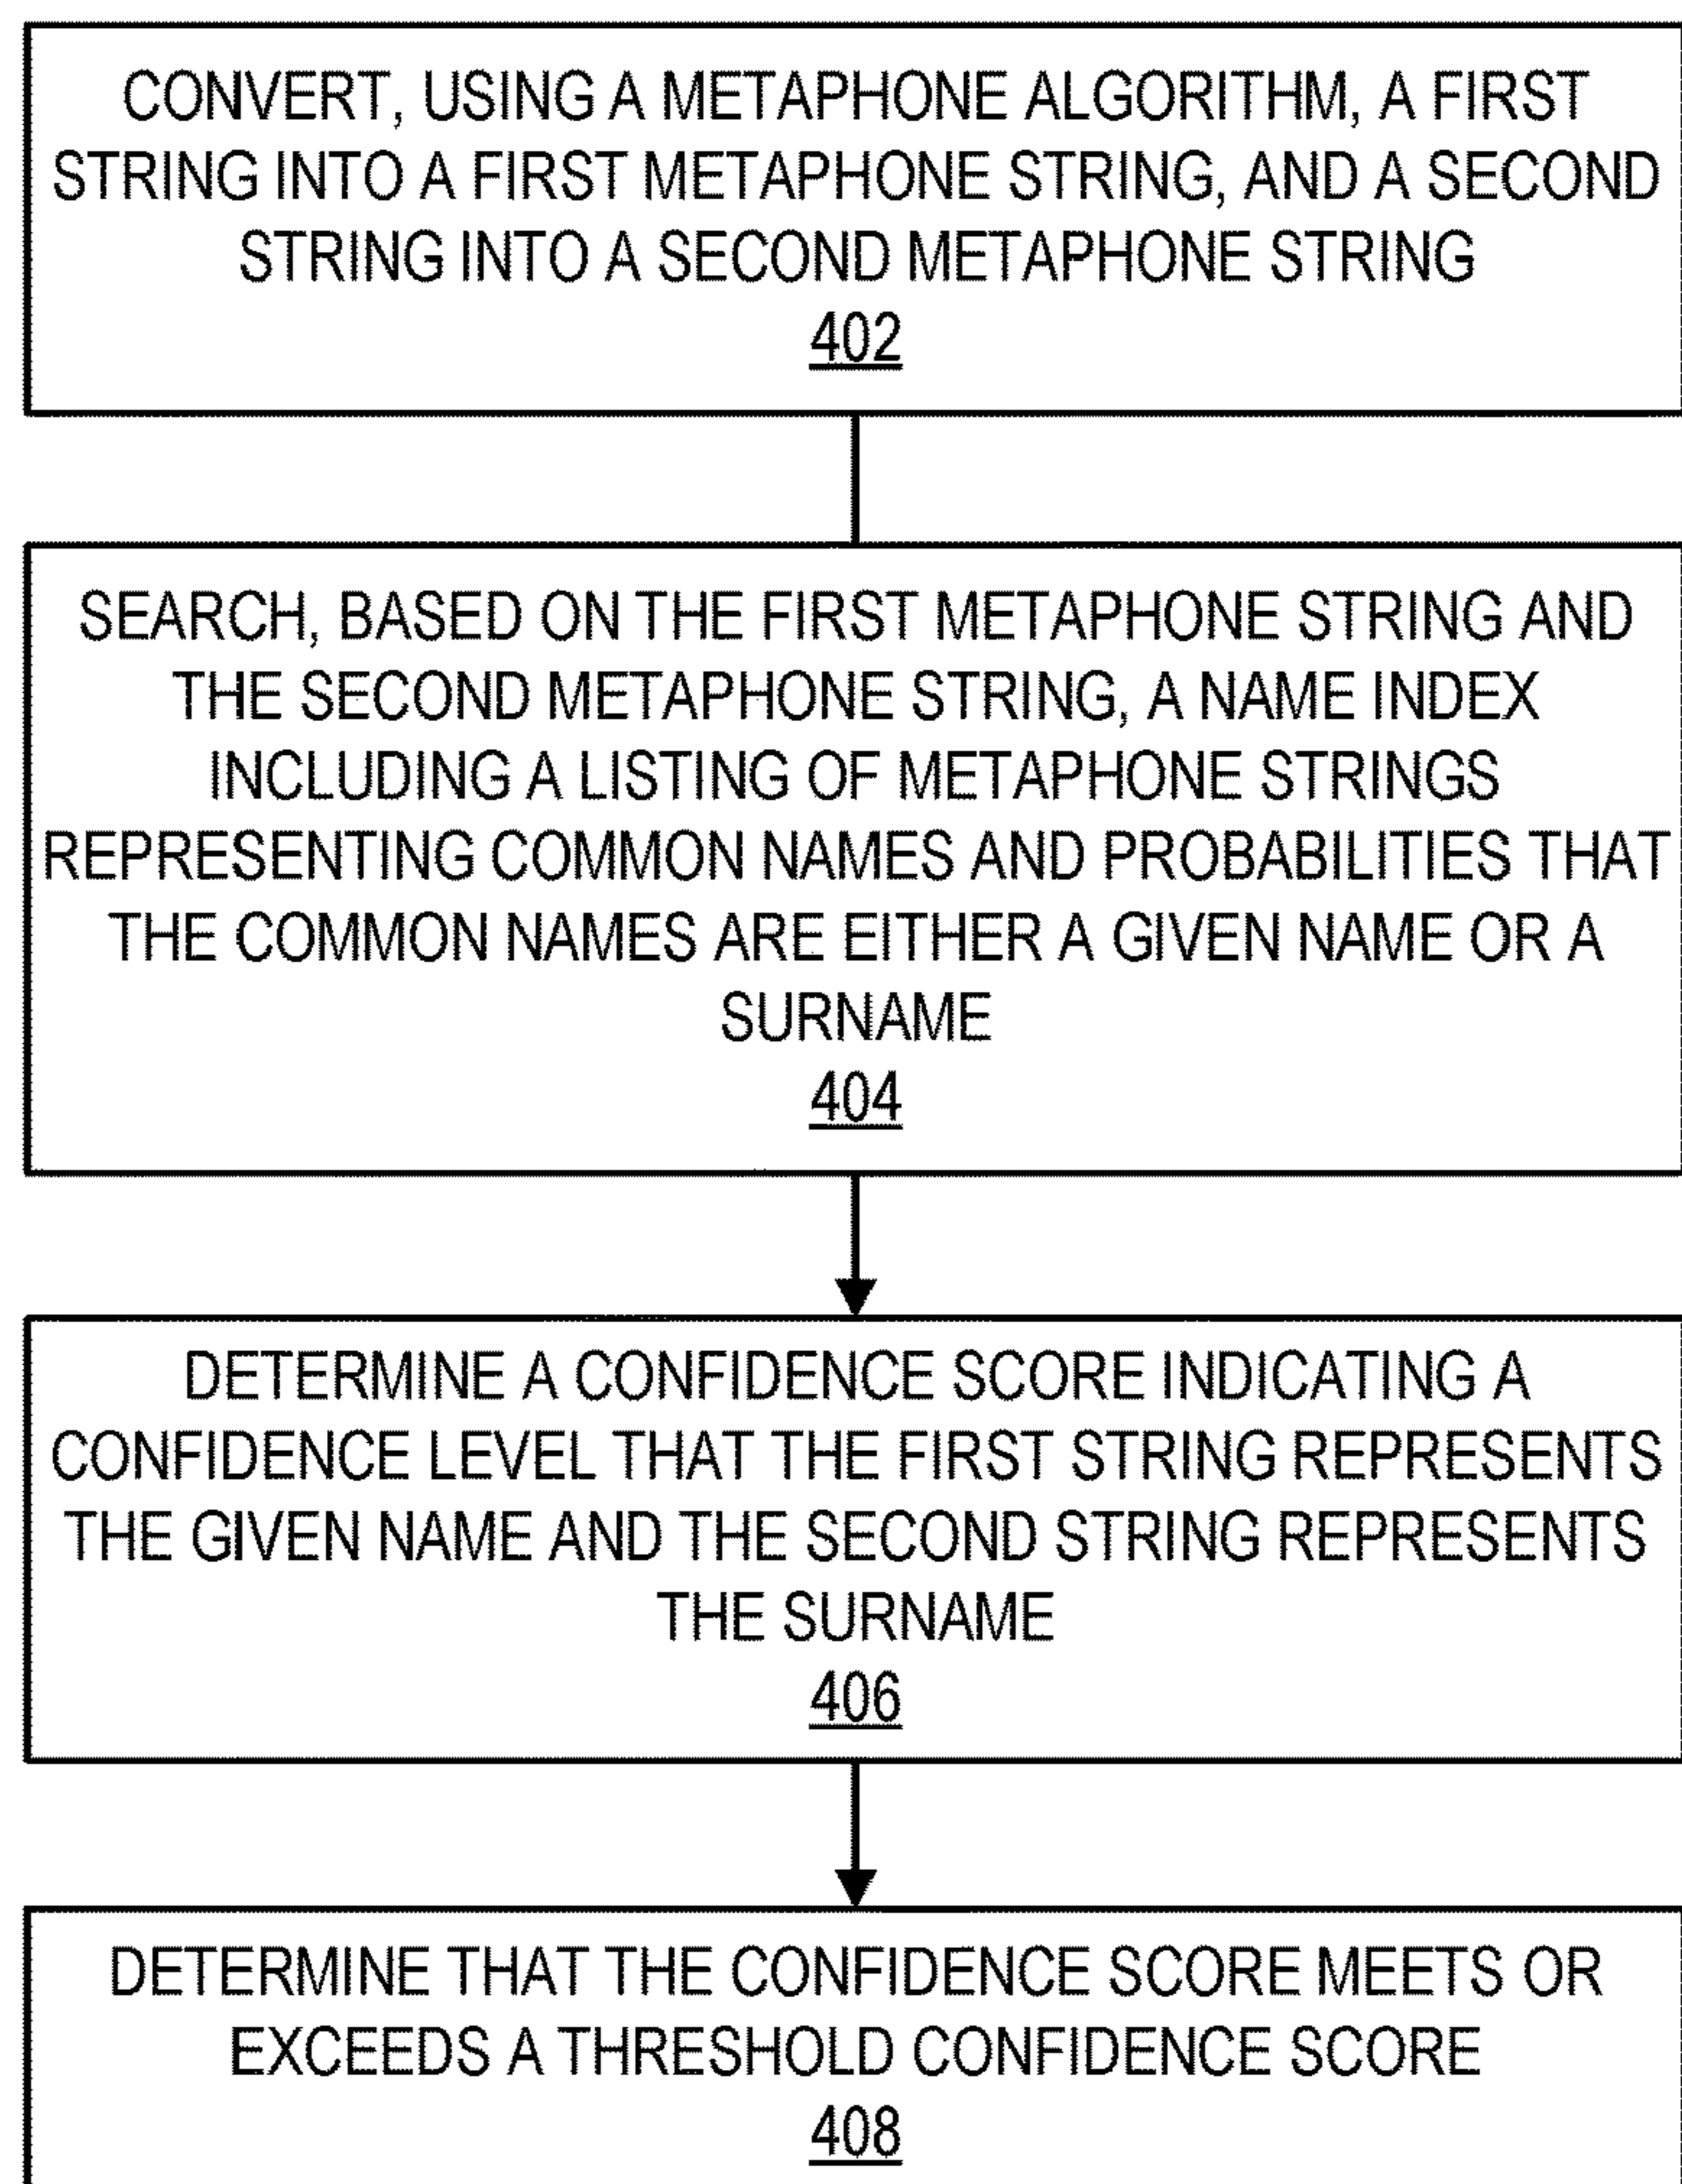 CONVERT, USING A METAPHONE ALGORITHM, A FIRST
STRING INTO A FIRST METAPHONE STRING, AND A SECOND
STRING INTO A SECOND METAPHONE STRING
402
SEARCH, BASED ON THE FIRST METAPHONE STRING AND
THE SECOND METAPHONE STRING, A NAME INDEX
INCLUDING A LISTING OF METAPHONE STRINGS
REPRESENTING COMMON NAMES AND PROBABILITIES THAT
THE COMMON NAMES ARE EITHER A GIVEN NAME OR A
SURNAME
404
DETERMINE A CONFIDENCE SCORE INDICATING A
CONFIDENCE LEVEL THAT THE FIRST STRING REPRESENTS
THE GIVEN NAME AND THE SECOND STRING REPRESENTS
THE SURNAME
406
DETERMINE THAT THE CONFIDENCE SCORE MEETS OR
EXCEEDS A THRESHOLD CONFIDENCE SCORE
408